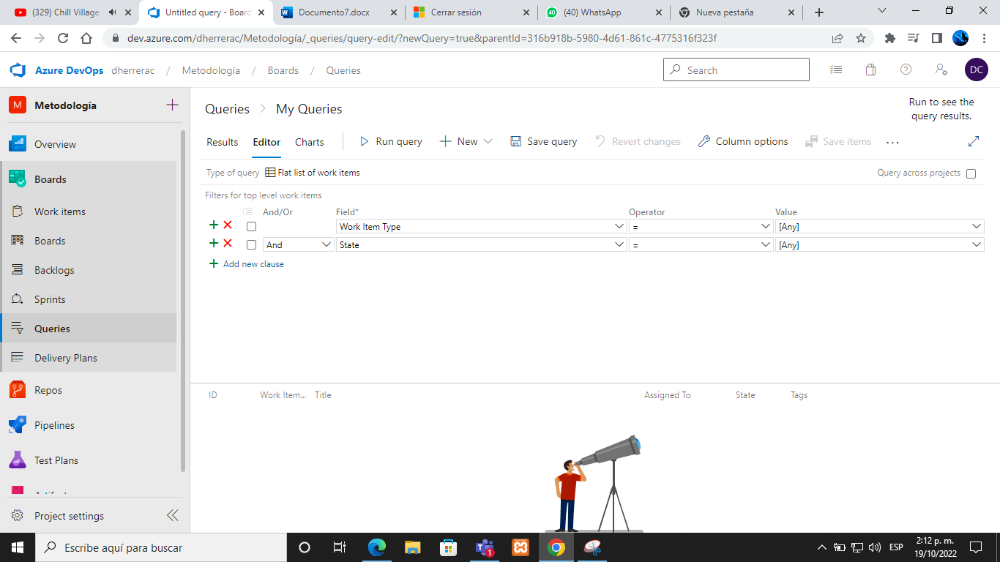 (329) Chill Village
Untitled query - Board
Documento7.docx
Cerrar sesión
(40) WhatsApp
Nueva pestaña
dev.azure.com/dherrerac/Metodología/_queries/query-edit/?newQuery=true&parentId=316b918b-5980-4d61-861c-4775316f323f
Azure DevOps dherrerac / Metodología / Boards / Queries
Search
DC
M Metodología
Overview
Boards
Work items
Boards
Backlogs
Sprints
Queries
Delivery Plans
Repos
Pipelines
Test Plans
Project settings
Queries > My Queries
Run to see the
query results.
Results Editor Charts Run query New Save query Revert changes Column options Save items ...
Type of query Flat list of work items
Query across projects
Filters for top level work items
And/Or Field* Operator Value
Work Item Type = [Any]
And State = [Any]
Add new clause
ID Work Item... Title Assigned To State Tags
Escribe aquí para buscar
1
ESP
2:12 p. m.
19/10/2022